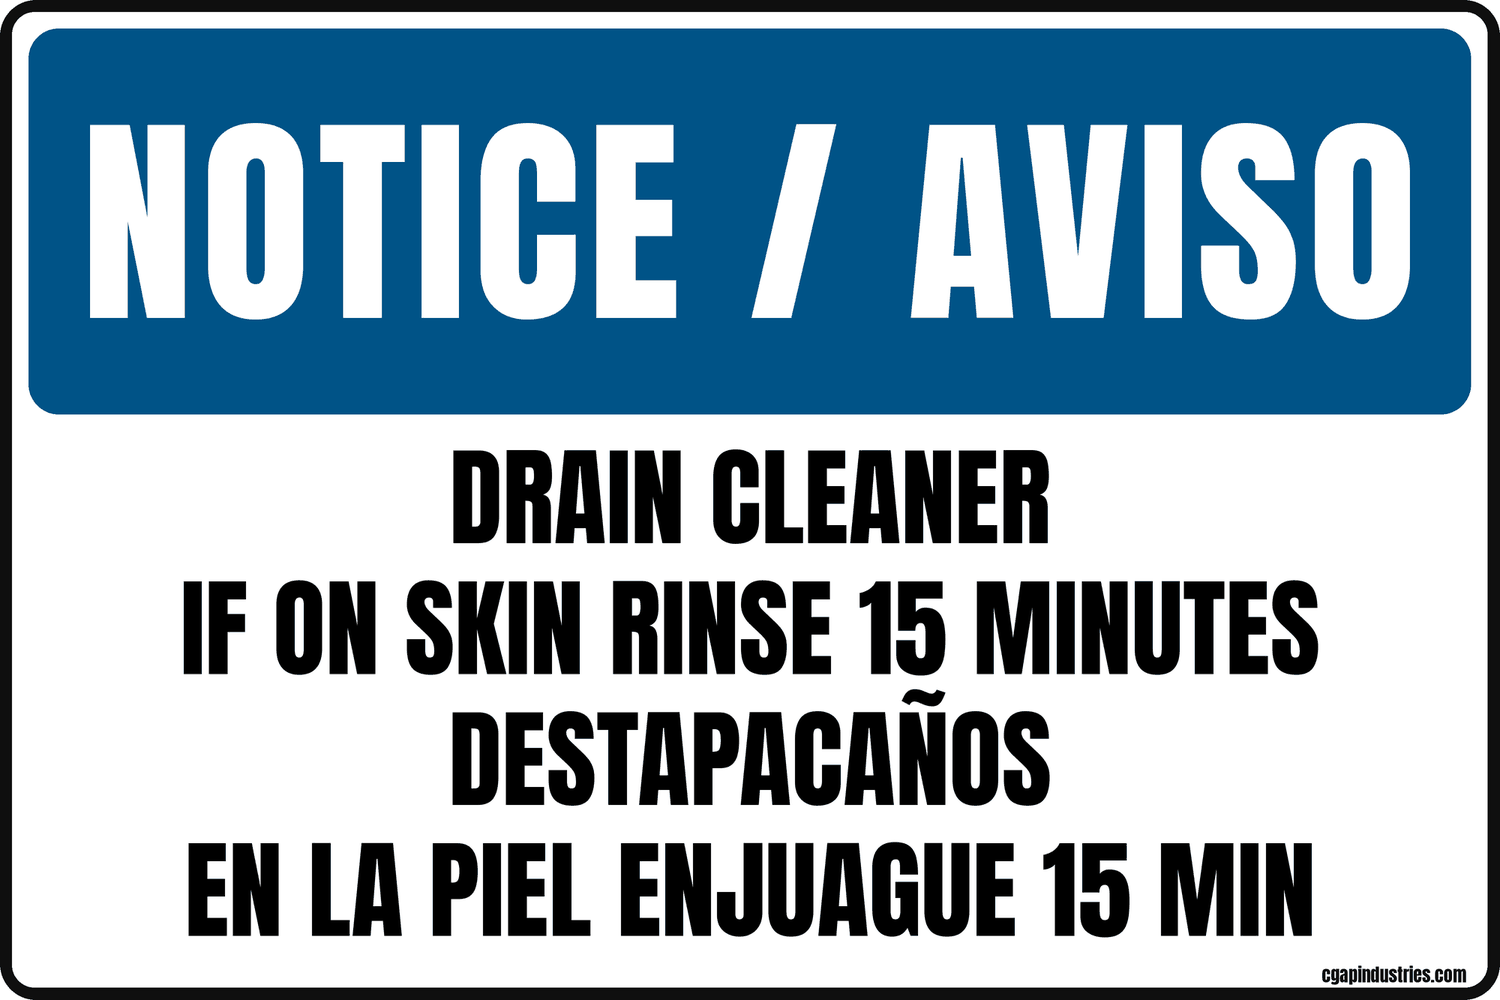 NOTICE / AVISO
DRAIN CLEANER
IF ON SKIN RINSE 15 MINUTES
DESTAPACAÑOS
EN LA PIEL ENJUAGUE 15 MIN
cgapindustries.com